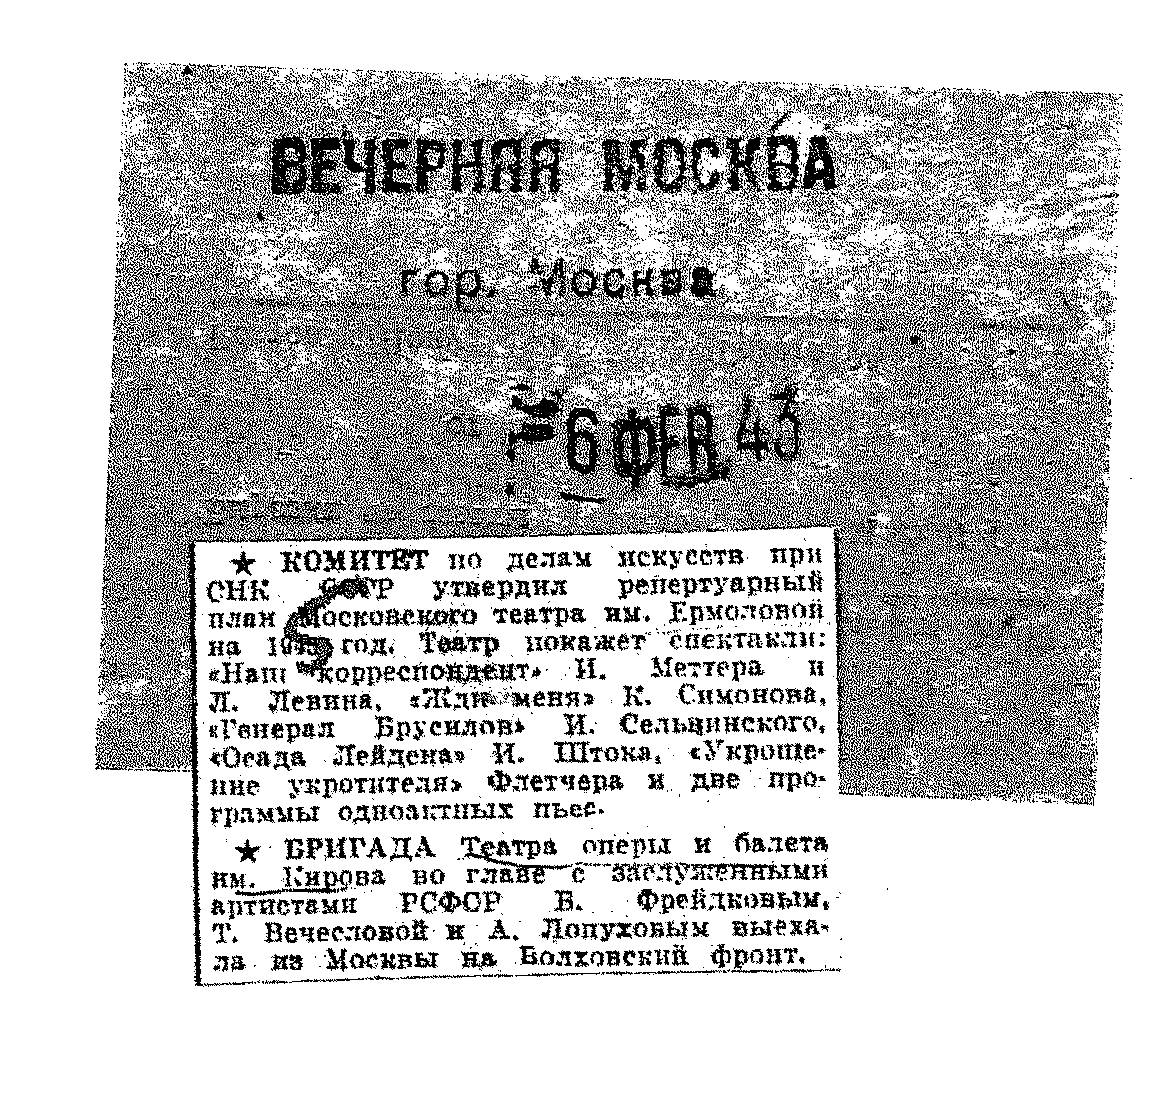 ВЕЧЕРНЯЯ МОСКВА
гор. Москва
6 ФЕВ. 43
★ КОМИТЕТ по делам искусств при
СНК СССР утвердил репертуарный
план Московского театра им. Ермоловой
на 1943 год. Театр покажет спектакли:
«Наш корреспондент» И. Меттера и
Л. Левина, «Жди меня» К. Симонова,
«Генерал Брусилов» И. Сельвинского,
«Осада Лейдена» И. Штока, «Укроще-
ние укротителя» Флетчера и две про-
граммы одноактных пьес.
★ БРИГАДА Театра оперы и балета
им. Кирова во главе с заслуженными
артистами РСФСР Б. Фрейдковым,
Т. Вечесловой и А. Лопуховым выеха-
ла из Москвы на Волховский фронт.